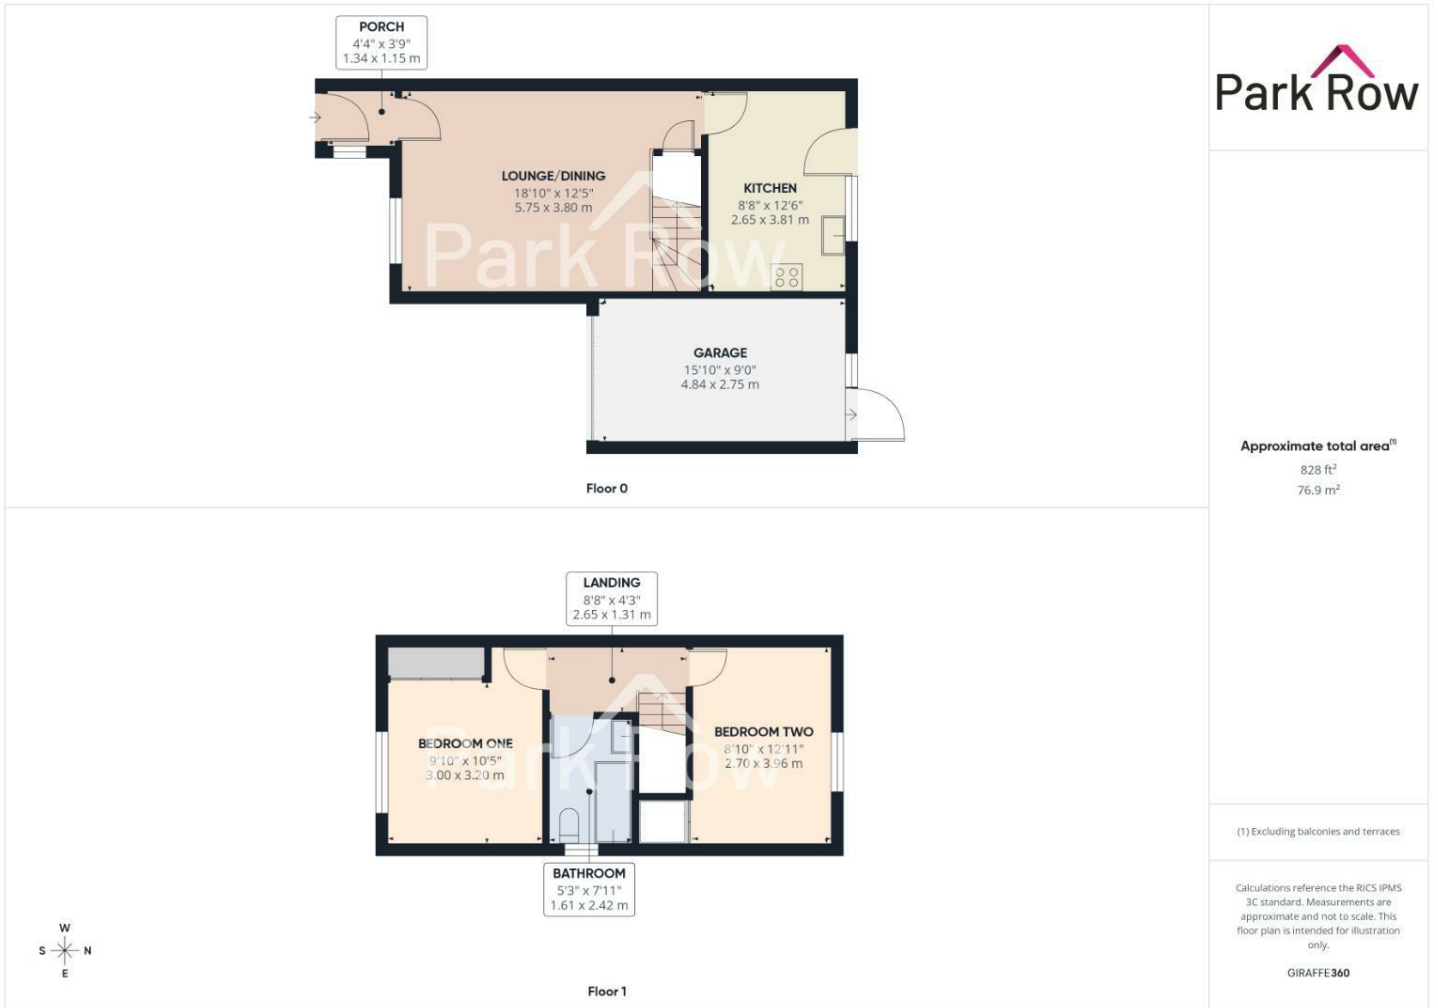 PORCH
4'4" x 3'9"
1.34 x 1.15 m
LOUNGE/DINING
18'10" x 12'5"
5.75 x 3.80 m
KITCHEN
8'8" x 12'6"
2.65 x 3.81 m
Park Row
GARAGE
15'10" x 9'0"
4.84 x 2.75 m
Floor 0
LANDING
8'8" x 4'3"
2.65 x 1.31 m
BEDROOM ONE
9'10" x 10'5"
3.00 x 3.20 m
BEDROOM TWO
8'10" x 12'11"
2.70 x 3.96 m
Park Row
BATHROOM
5'3" x 7'11"
1.61 x 2.42 m
W
S N
E
Floor 1
Park Row
Approximate total area(1)
828 ft²
76.9 m²
(1) Excluding balconies and terraces
Calculations reference the RICS IPMS
3C standard. Measurements are
approximate and not to scale. This
floor plan is intended for illustration
only.
GIRAFFE360